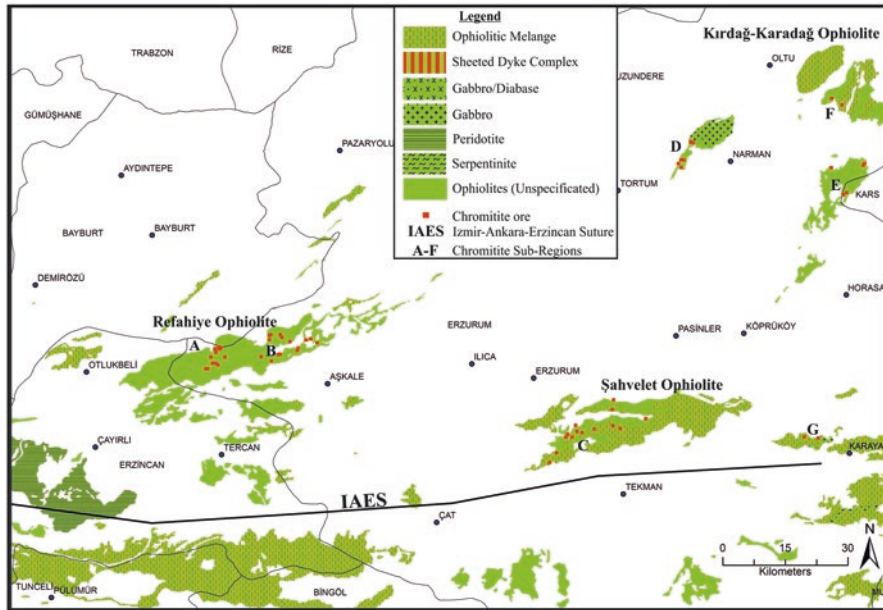 Legend
Ophiolitic Melange
Sheeted Dyke Complex
Gabbro/Diabase
Gabbro
Peridotite
Serpentinite
Ophiolites (Unspecificated)
Chromitite ore
IAES Izmir-Ankara-Erzincan Suture
A-F Chromitite Sub-Regions
Kırdağ-Karadağ Ophiolite
TRABZON
RİZE
UZUNDERE
OLTU
GÜMÜŞHANE
F
PAZARYOLU
D
NARMAN
AYDINTEPE
TORTUM
E
KARS
BAYBURT
BAYBURT
DEMİRÖZÜ
HORASA
Refahiye Ophiolite
ERZURUM
PASİNLER
KÖPRÜKÖY
A
B
OTLUKBELİ
ILICA
AŞKALE
ERZURUM
Şahvelet Ophiolite
G
ÇAYIRLI
C
KARAYA
TERCAN
ERZİNCAN
IAES
TEKMAN
ÇAT
N
0 15 30
Kilometers
TUNCELİ
PÜLÜMÜR
BİNGÖL
MU